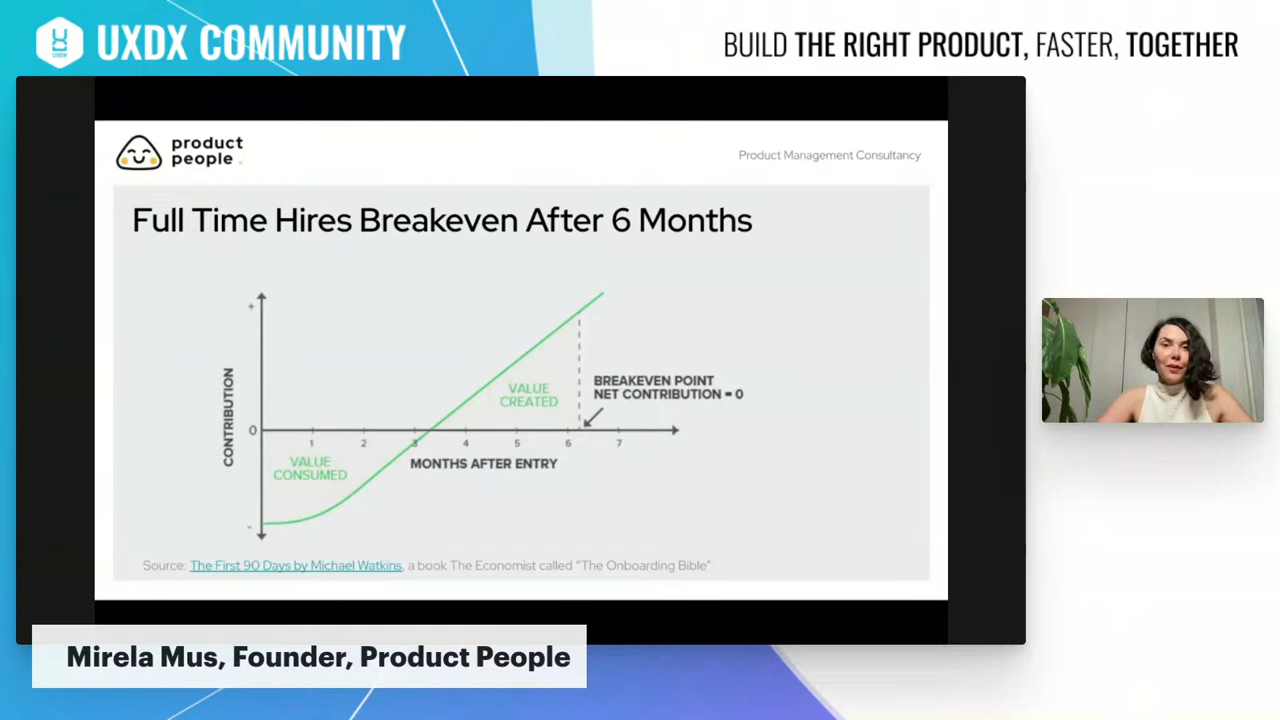 UXDX COMMUNITY
BUILD THE RIGHT PRODUCT, FASTER, TOGETHER
product
people.
Product Management Consultancy
Full Time Hires Breakeven After 6 Months
+
CONTRIBUTION
0
-
1 2 3 4 5 6 7
VALUE
CONSUMED
VALUE
CREATED
MONTHS AFTER ENTRY
BREAKEVEN POINT
NET CONTRIBUTION = 0
Source: The First 90 Days by Michael Watkins, a book The Economist called “The Onboarding Bible”
Mirela Mus, Founder, Product People